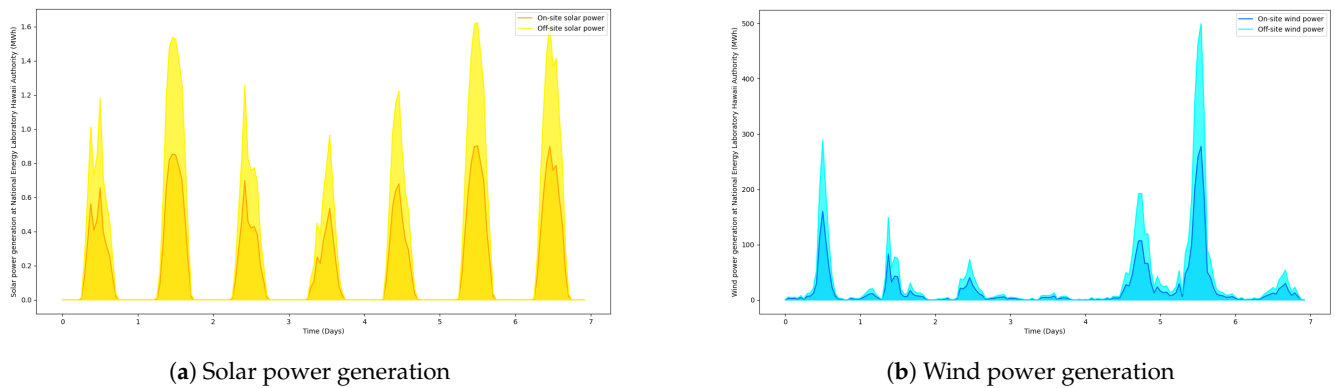 Solar power generation at National Energy Laboratory Hawaii Authority (MWh)
1.6
1.4
1.2
1.0
0.8
0.6
0.4
0.2
0.0
On-site solar power
Off-site solar power
0 1 2 3 4 5 6 7
Time (Days)
(a) Solar power generation
Wind power generation at National Energy Laboratory Hawaii Authority (MWh)
500
400
300
200
100
0
On-site wind power
Off-site wind power
0 1 2 3 4 5 6 7
Time (Days)
(b) Wind power generation